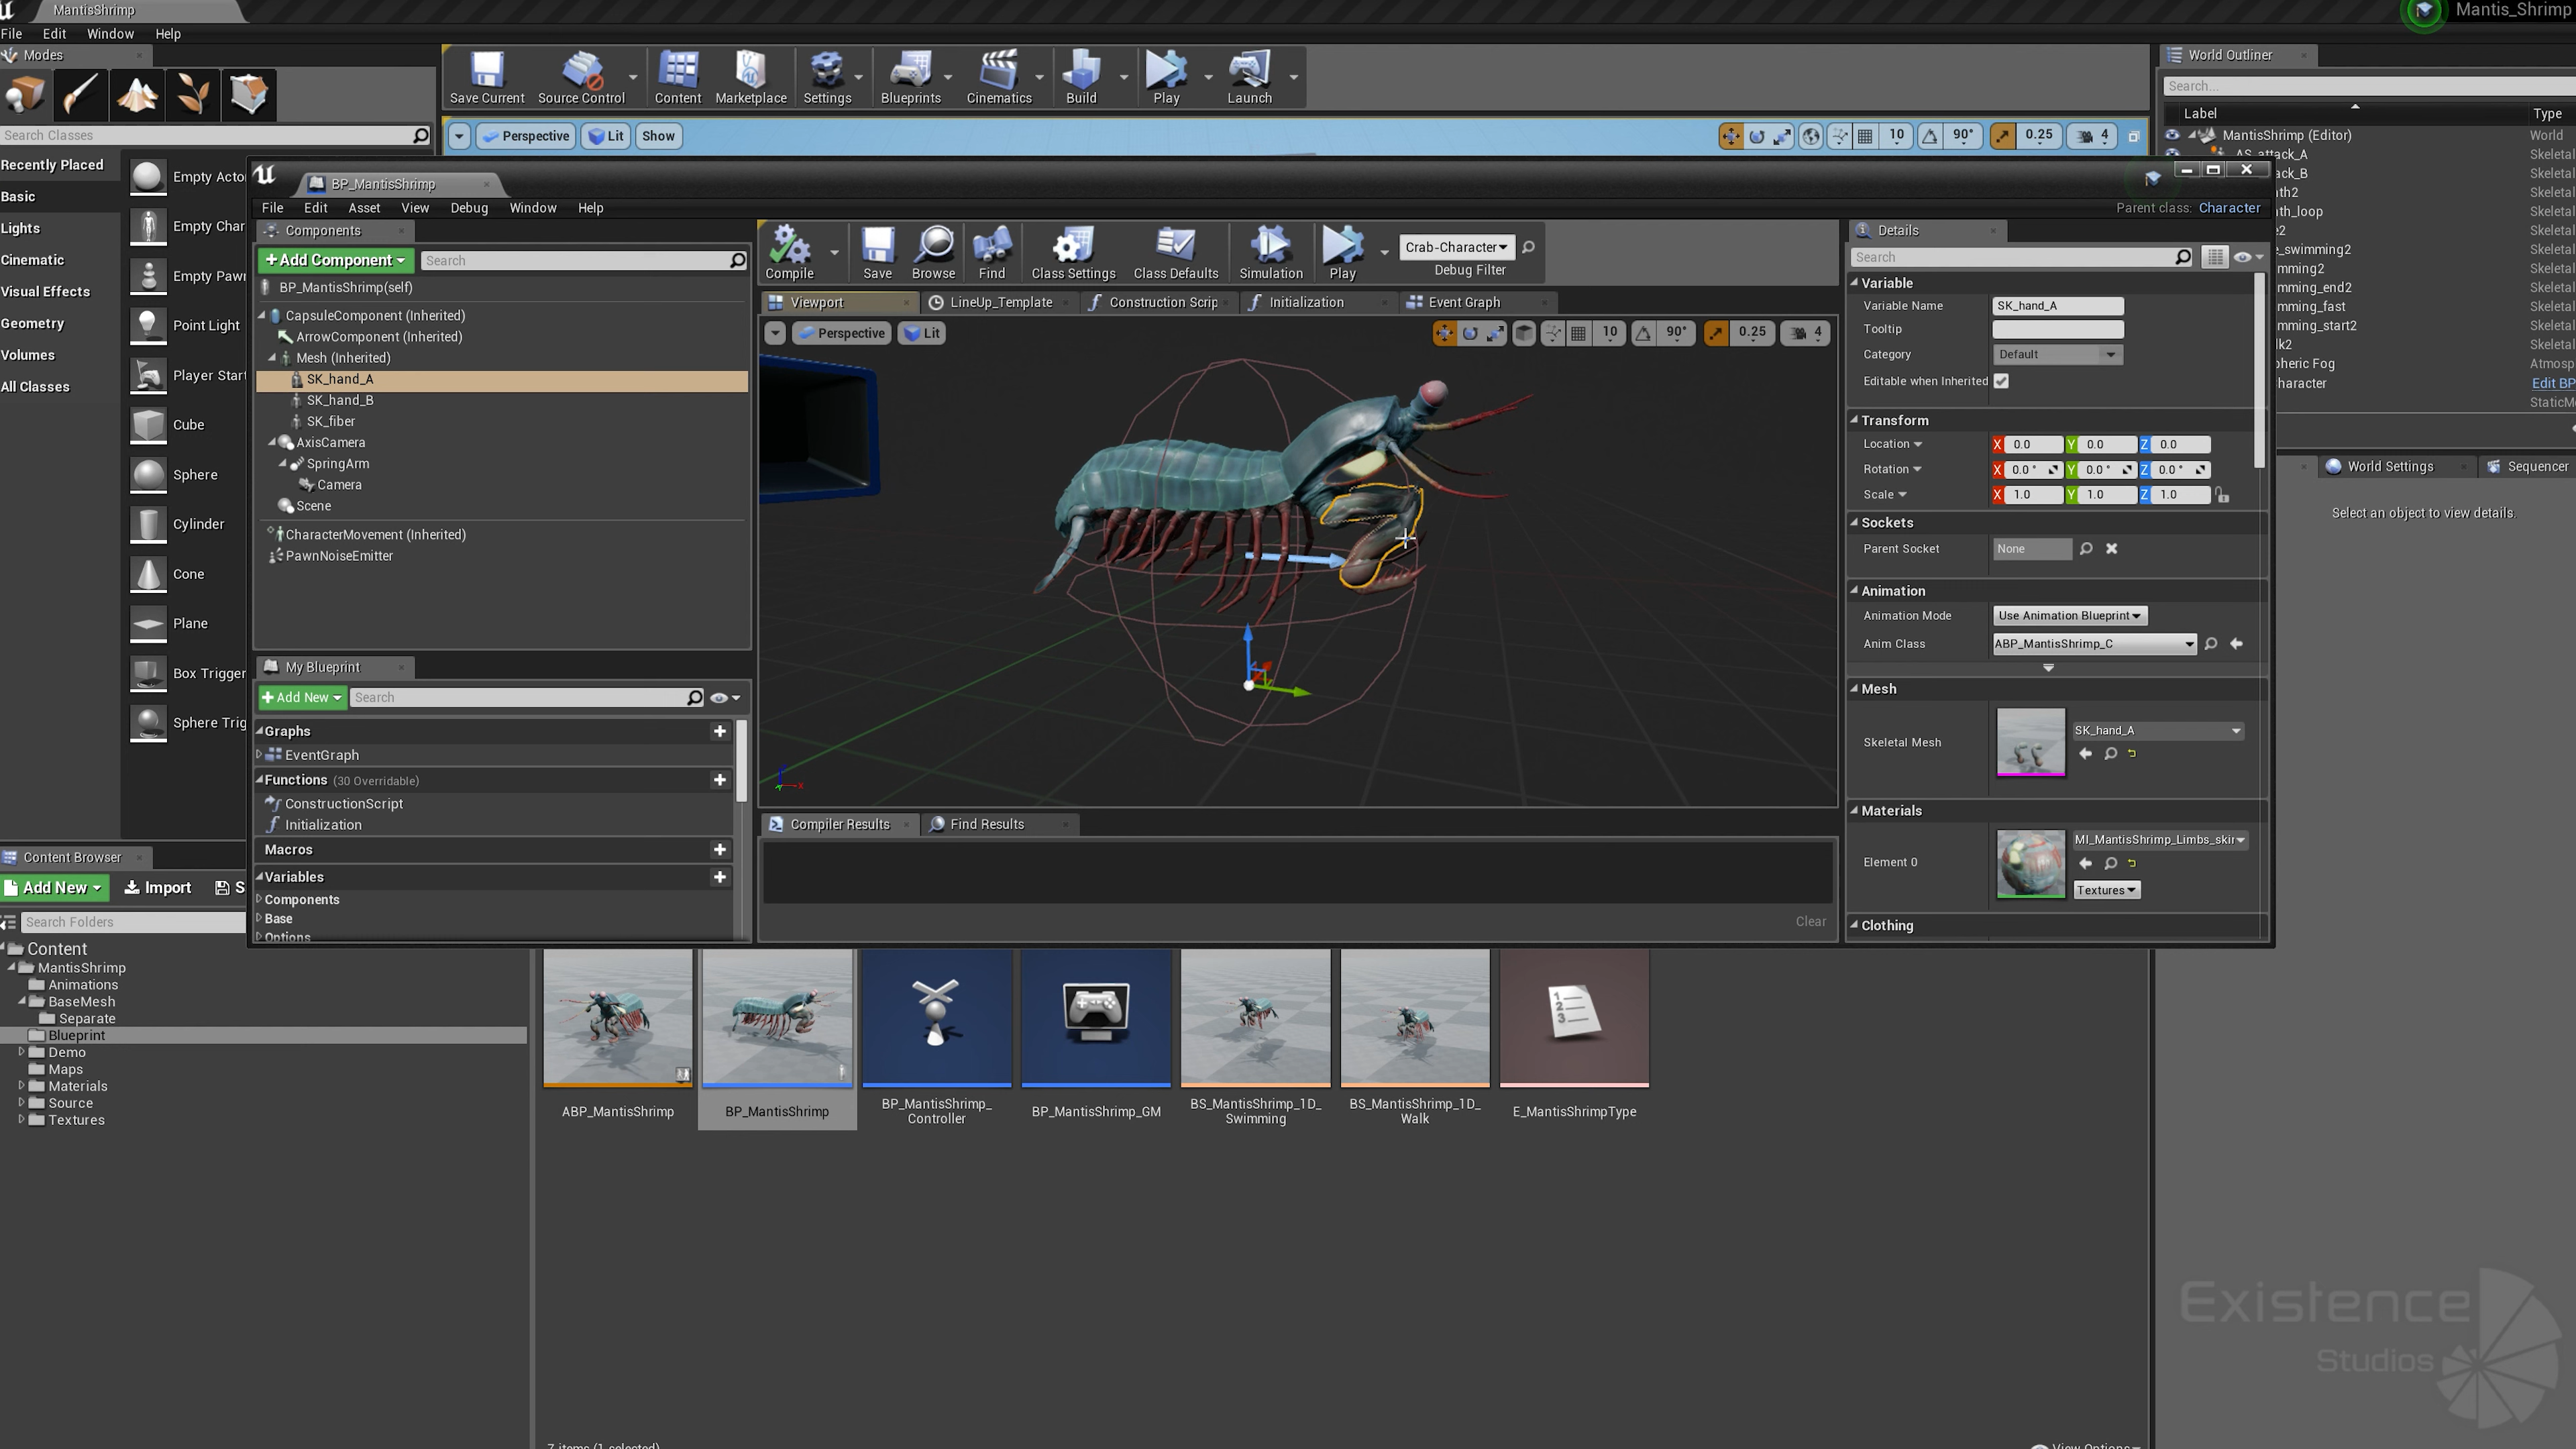 MantisShrimp
Mantis_Shrimp
File Edit Window Help
Modes
Save Current Source Control Content Marketplace Settings Blueprints Cinematics Build Play Launch
World Outliner
Search...
Label Type
Search Classes
Perspective Lit Show 10 90° 0.25 4
MantisShrimp (Editor) World
AS_attack_A Skeletal
ack_B Skeletal
th2 Skeletal
th_loop Skeletal
e2 Skeletal
e_swimming2 Skeletal
mming2 Skeletal
mming_end2 Skeletal
mming_fast Skeletal
mming_start2 Skeletal
lk2 Skeletal
pheric Fog Atmosp
haracter Edit BP
StaticMe
World Settings Sequencer
Select an object to view details.
Recently Placed
Basic
Lights
Cinematic
Visual Effects
Geometry
Volumes
All Classes
Empty Acto
Empty Char
Empty Pawn
Point Light
Player Start
Cube
Sphere
Cylinder
Cone
Plane
Box Trigger
Sphere Trig
BP_MantisShrimp
File Edit Asset View Debug Window Help
Parent class: Character
Components
+Add Component Search
BP_MantisShrimp(self)
CapsuleComponent (Inherited)
ArrowComponent (Inherited)
Mesh (Inherited)
SK_hand_A
SK_hand_B
SK_fiber
AxisCamera
SpringArm
Camera
Scene
CharacterMovement (Inherited)
PawnNoiseEmitter
My Blueprint
+Add New Search
Graphs
EventGraph
Functions (30 Overridable)
ConstructionScript
Initialization
Macros
Variables
Components
Base
Options
Compile Save Browse Find Class Settings Class Defaults Simulation Play Crab-Character
Debug Filter
Viewport LineUp_Template Construction Scrip Initialization Event Graph
Perspective Lit 10 90° 0.25 4
Compiler Results Find Results
Clear
Details
Search
Variable
Variable Name SK_hand_A
Tooltip
Category Default
Editable when Inherited
Transform
Location X 0.0 Y 0.0 Z 0.0
Rotation X 0.0 ° Y 0.0 ° Z 0.0 °
Scale X 1.0 Y 1.0 Z 1.0
Sockets
Parent Socket None
Animation
Animation Mode Use Animation Blueprint
Anim Class ABP_MantisShrimp_C
Mesh
Skeletal Mesh SK_hand_A
Materials
Element 0 MI_MantisShrimp_Limbs_skir
Textures
Clothing
Content Browser
Add New Import S
Search Folders
Content
MantisShrimp
Animations
BaseMesh
Separate
Blueprint
Demo
Maps
Materials
Source
Textures
ABP_MantisShrimp
BP_MantisShrimp
BP_MantisShrimp_
Controller
BP_MantisShrimp_GM
BS_MantisShrimp_1D_
Swimming
BS_MantisShrimp_1D_
Walk
E_MantisShrimpType
7 items (1 selected)
View Options
Existence
Studios